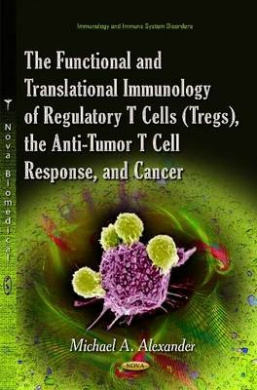 Immunology and Immune System Disorders
The Functional and
Translational Immunology
of Regulatory T Cells (Tregs),
the Anti-Tumor T Cell
Response, and Cancer
Nova Biomedical
Michael A. Alexander
NOVA